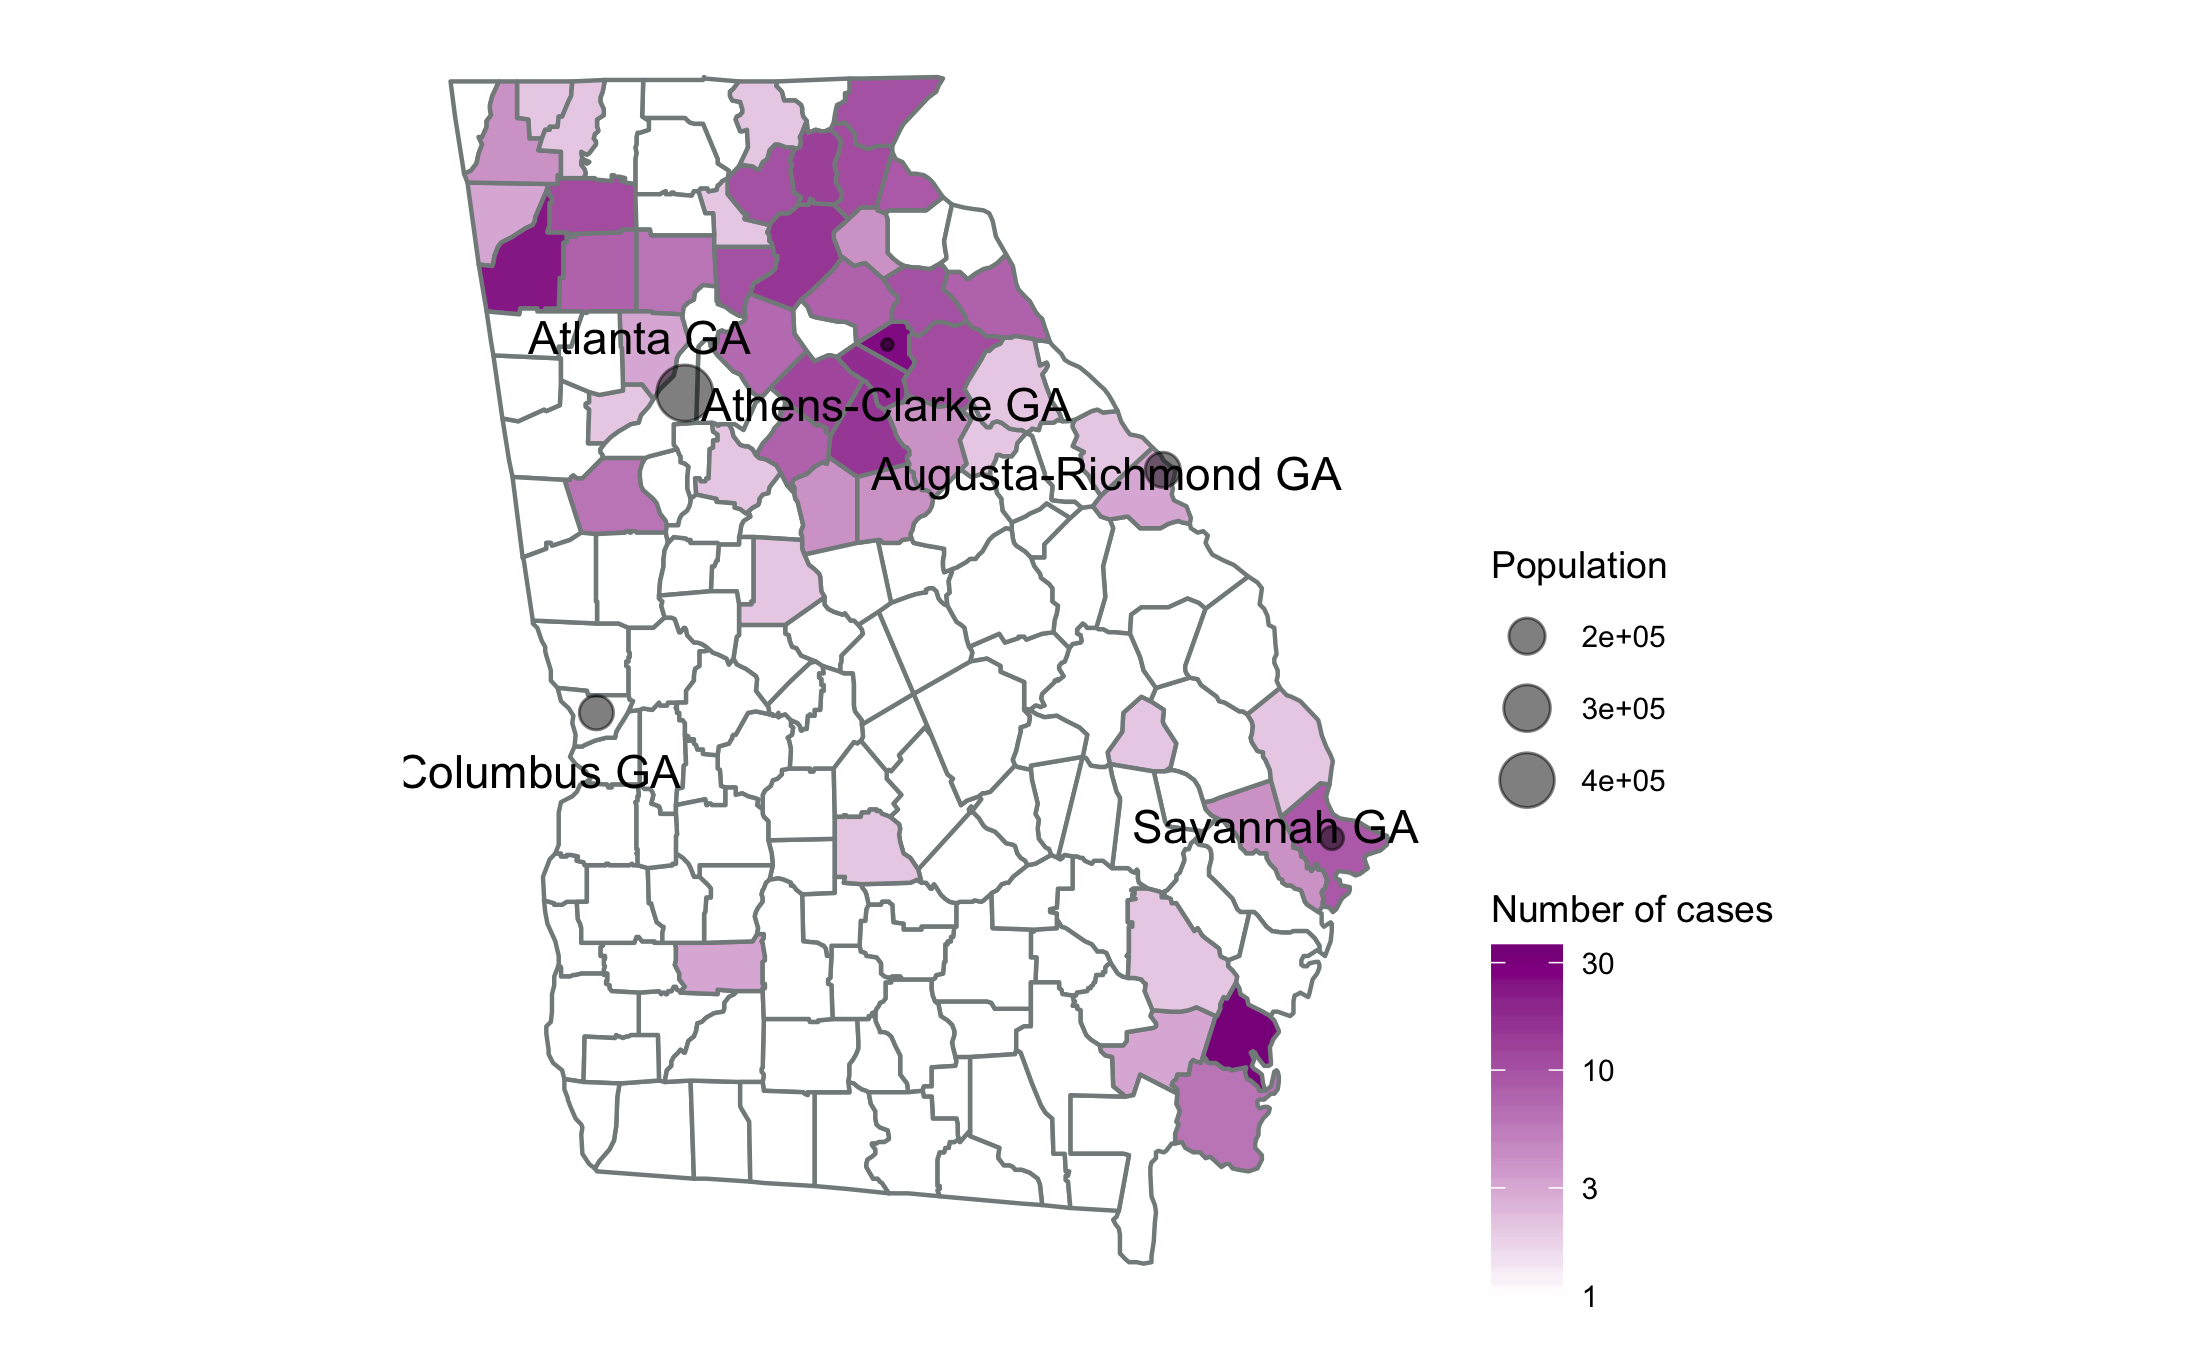 Atlanta GA
Athens-Clarke GA
Augusta-Richmond GA
Columbus GA
Savannah GA
Population
2e+05
3e+05
4e+05
Number of cases
30
10
3
1